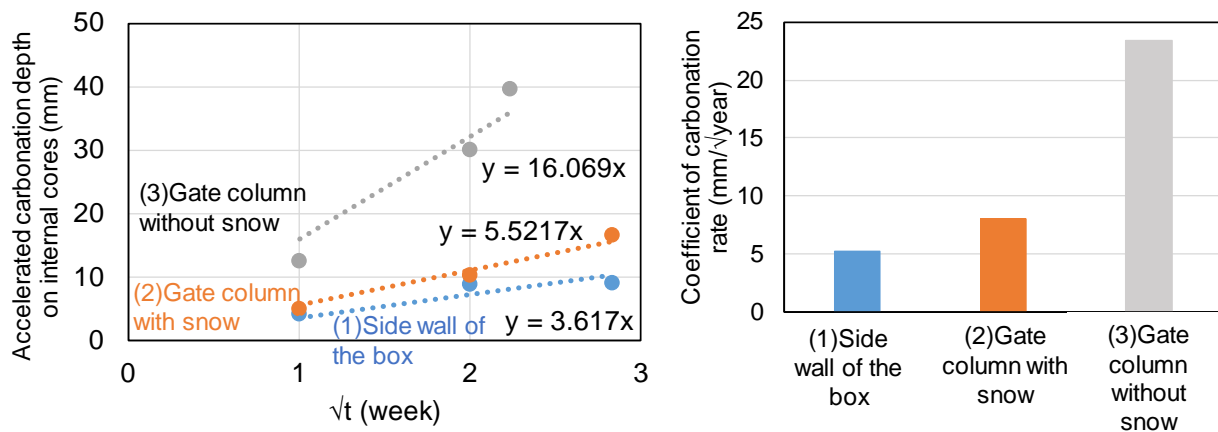 Accelerated carbonation depth
on internal cores (mm)
50
40
30
20
10
0
(3)Gate column
without snow
y = 16.069x
y = 5.5217x
(2)Gate column
with snow
(1)Side wall of
the box
y = 3.617x
0
1
2
3
√t (week)
Coefficient of carbonation
rate (mm/√year)
25
20
15
10
5
0
(1)Side
wall of the
box
(2)Gate
column with
snow
(3)Gate
column
without
snow